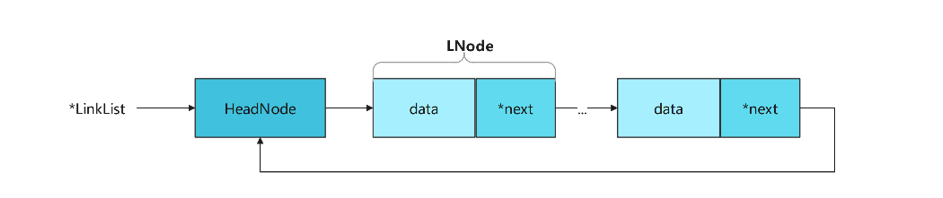 LNode
*LinkList
HeadNode
data
*next
...
data
*next